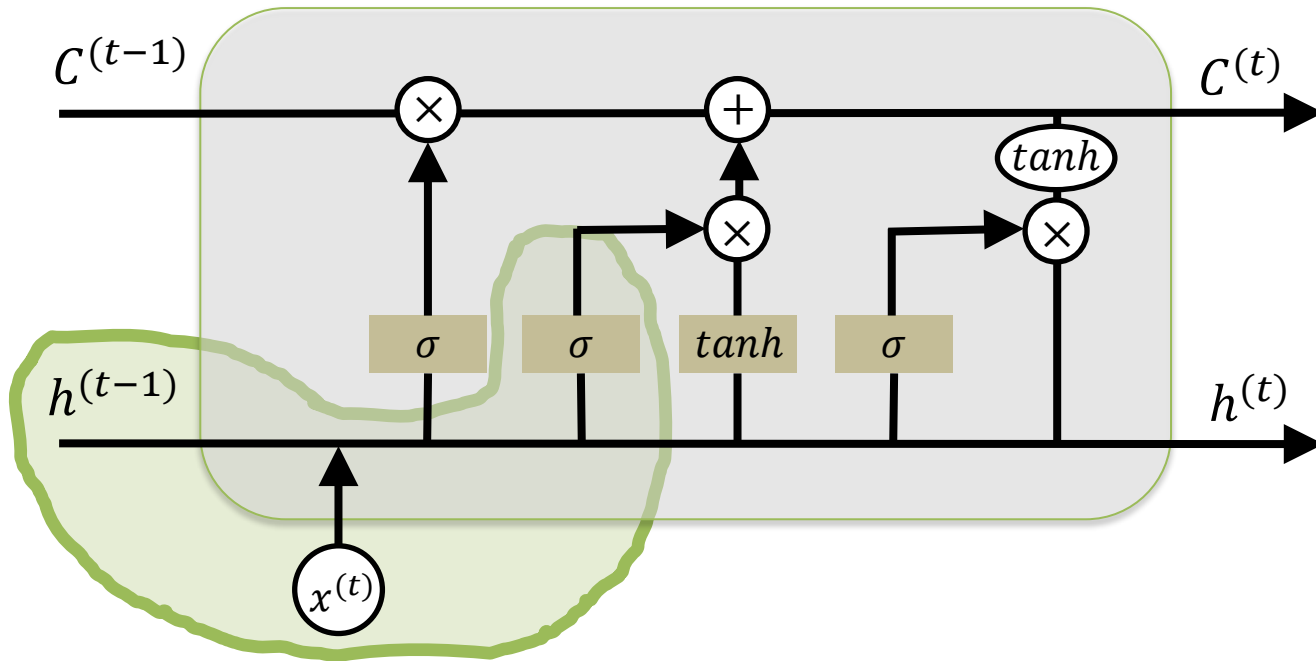 C^(t−1)
C^(t)
×
+
tanh
×
×
σ
σ
tanh
σ
h^(t−1)
h^(t)
x^(t)